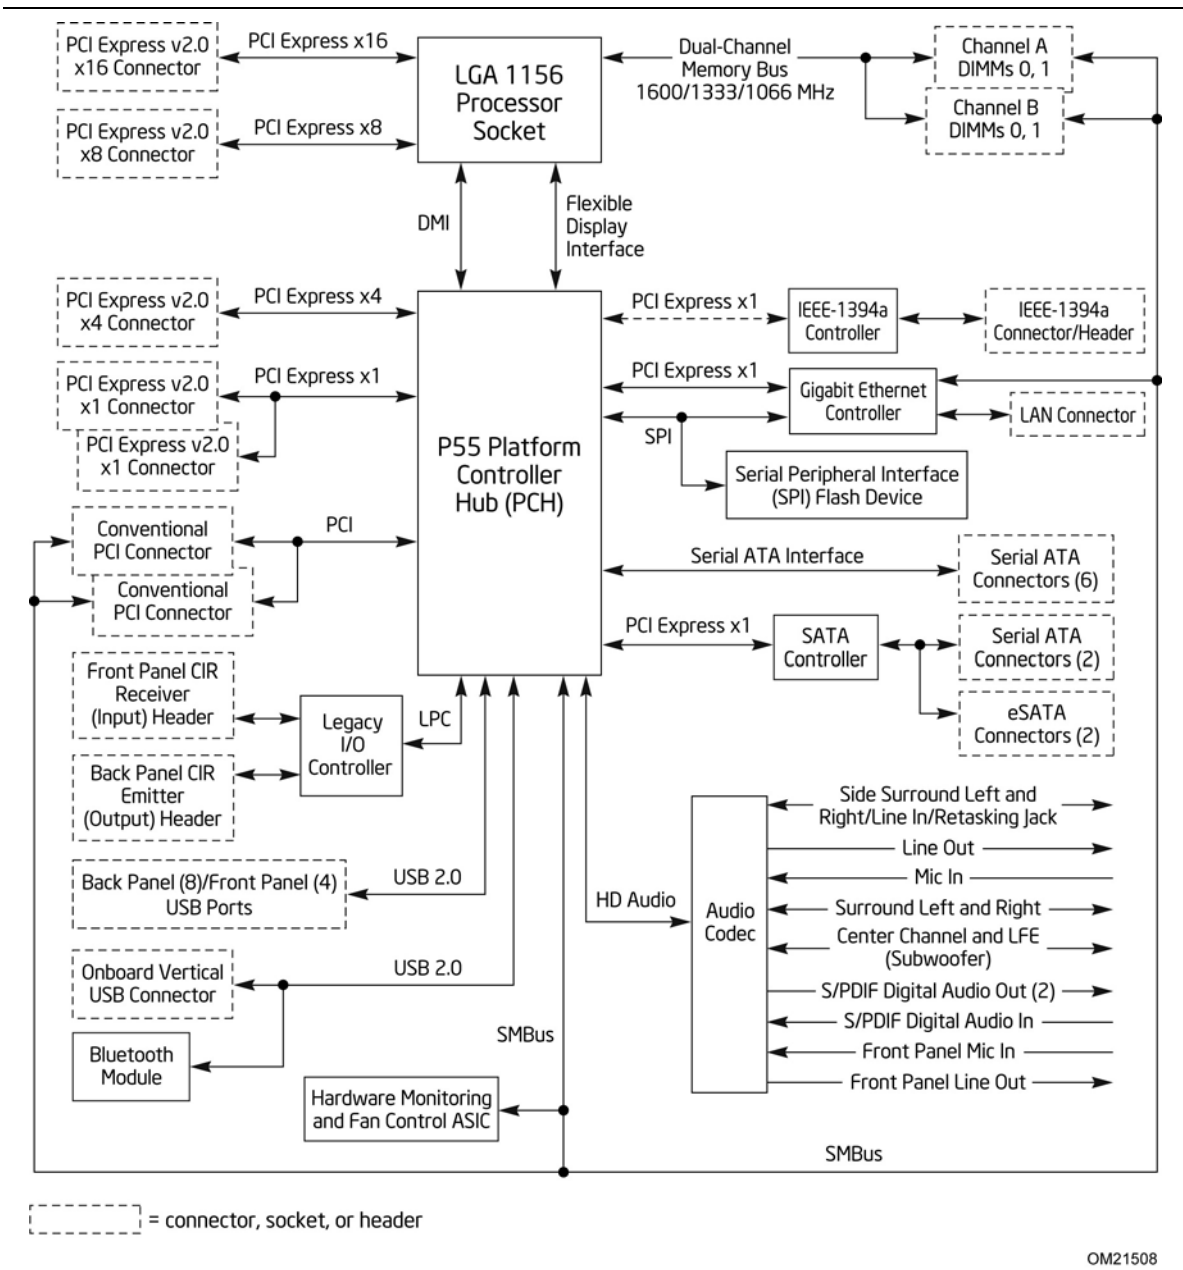 PCI Express v2.0
x16 Connector
PCI Express x16
LGA 1156
Processor
Socket
Dual-Channel
Memory Bus
1600/1333/1066 MHz
Channel A
DIMMs 0, 1
Channel B
DIMMs 0, 1
PCI Express v2.0
x8 Connector
PCI Express x8
DMI
Flexible
Display
Interface
PCI Express v2.0
x4 Connector
PCI Express x4
PCI Express x1
IEEE-1394a
Controller
IEEE-1394a
Connector/Header
PCI Express v2.0
x1 Connector
PCI Express x1
PCI Express v2.0
x1 Connector
P55 Platform
Controller
Hub (PCH)
PCI Express x1
Gigabit Ethernet
Controller
LAN Connector
SPI
Serial Peripheral Interface
(SPI) Flash Device
Conventional
PCI Connector
PCI
Conventional
PCI Connector
Serial ATA Interface
Serial ATA
Connectors (6)
PCI Express x1
SATA
Controller
Serial ATA
Connectors (2)
eSATA
Connectors (2)
Front Panel CIR
Receiver
(Input) Header
Legacy
I/O
Controller
LPC
Back Panel CIR
Emitter
(Output) Header
Back Panel (8)/Front Panel (4)
USB Ports
USB 2.0
Onboard Vertical
USB Connector
USB 2.0
Bluetooth
Module
HD Audio
Audio
Codec
Side Surround Left and
Right/Line In/Retasking Jack
Line Out
Mic In
Surround Left and Right
Center Channel and LFE
(Subwoofer)
S/PDIF Digital Audio Out (2)
S/PDIF Digital Audio In
Front Panel Mic In
Front Panel Line Out
SMBus
Hardware Monitoring
and Fan Control ASIC
SMBus
= connector, socket, or header
OM21508